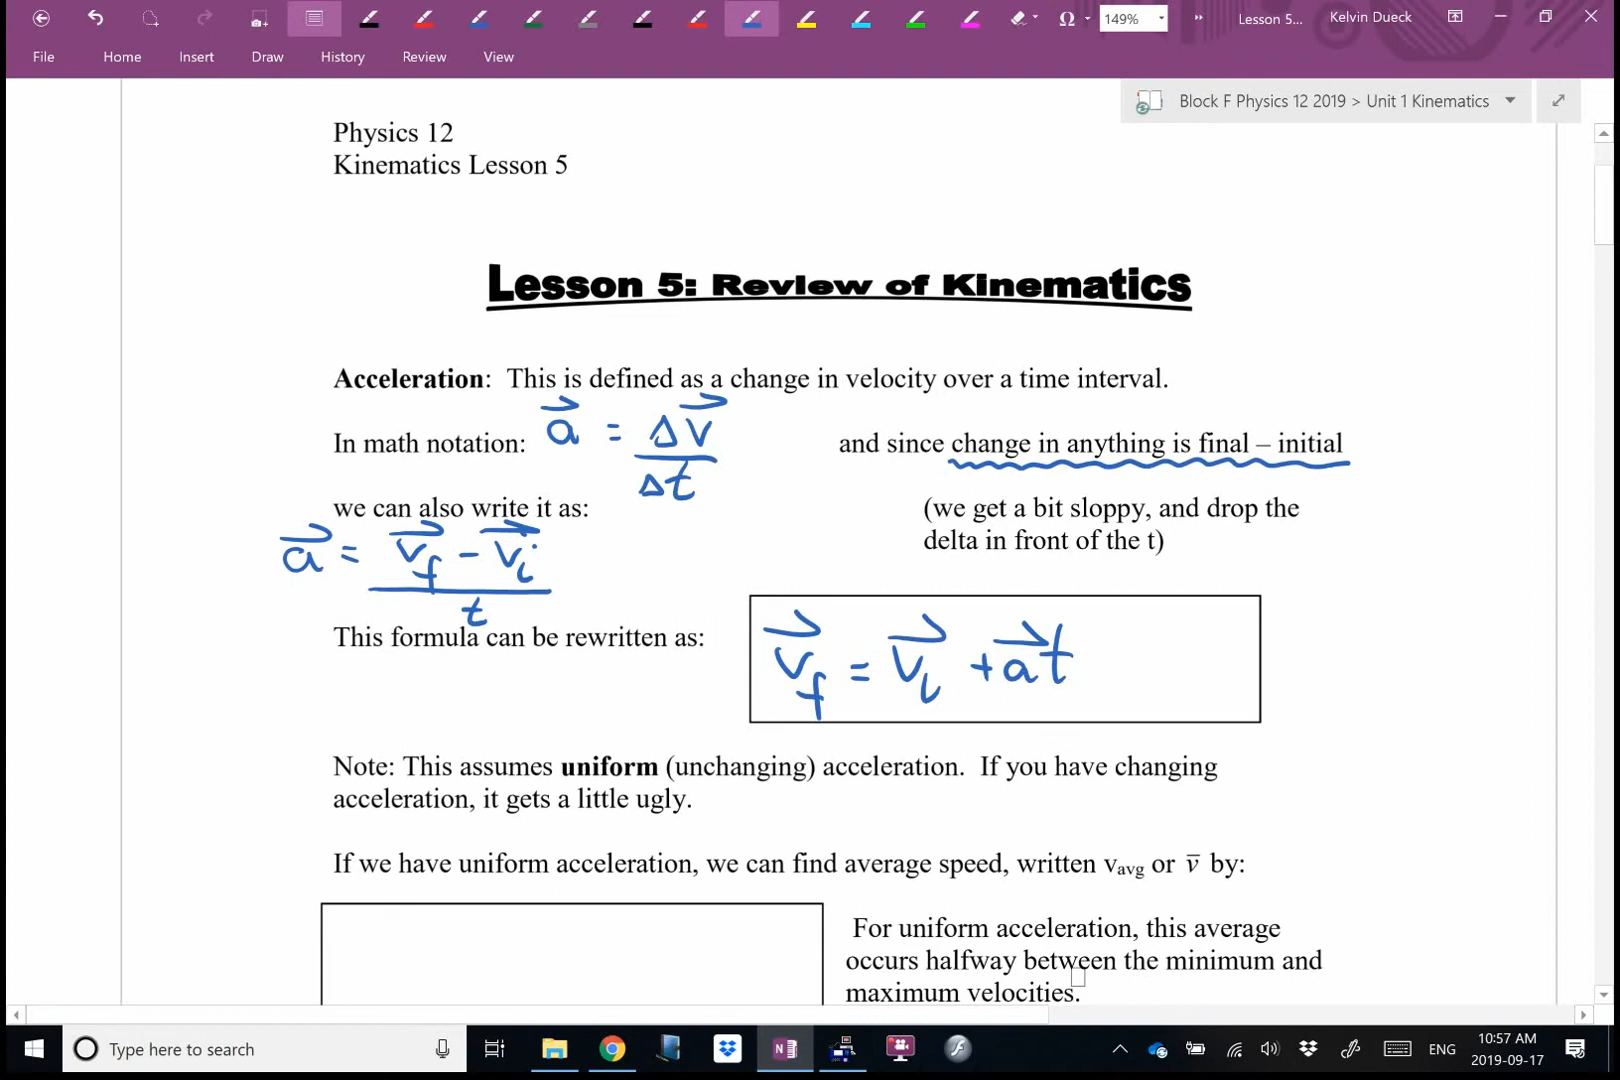 149%
Lesson 5...
Kelvin Dueck
File Home Insert Draw History Review View
Block F Physics 12 2019 > Unit 1 Kinematics
Physics 12
Kinematics Lesson 5
Lesson 5: Review of Kinematics
Acceleration: This is defined as a change in velocity over a time interval.
In math notation: a⃗ = Δv⃗ / Δt and since change in anything is final – initial
we can also write it as: (we get a bit sloppy, and drop the
delta in front of the t)
a⃗ = (v⃗f − v⃗i) / t
This formula can be rewritten as: v⃗f = v⃗i + a⃗t
Note: This assumes uniform (unchanging) acceleration. If you have changing
acceleration, it gets a little ugly.
If we have uniform acceleration, we can find average speed, written vavg or v̅ by:
For uniform acceleration, this average
occurs halfway between the minimum and
maximum velocities.
Type here to search
ENG
10:57 AM
2019-09-17